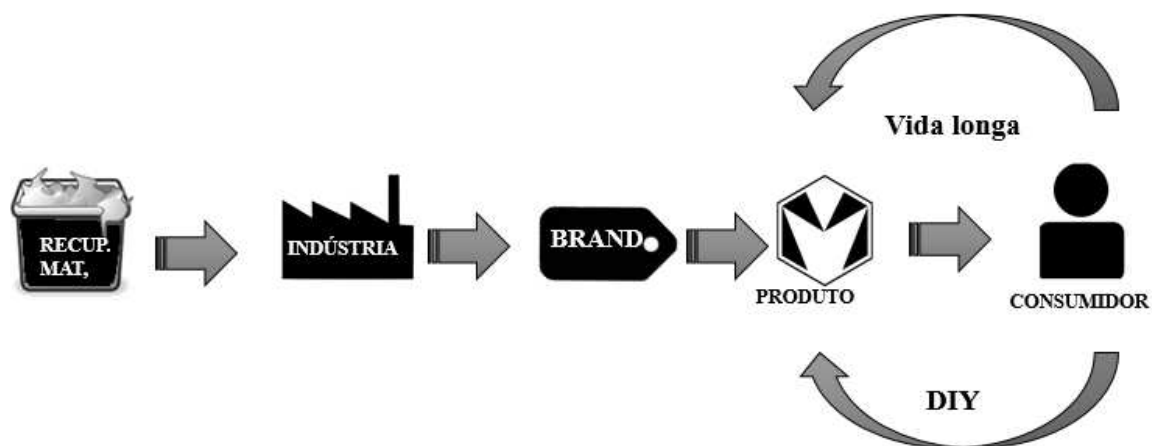 Vida longa
RECUP.
MAT,
INDÚSTRIA
BRAND
PRODUTO
CONSUMIDOR
DIY